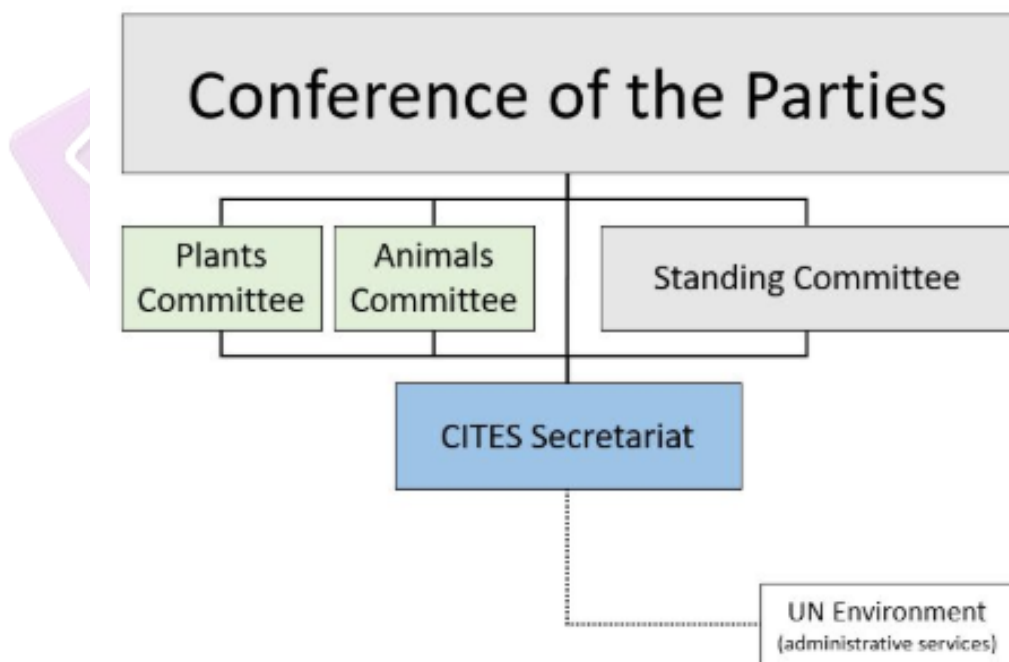 Conference of the Parties
Plants
Committee
Animals
Committee
Standing Committee
CITES Secretariat
UN Environment
(administrative services)